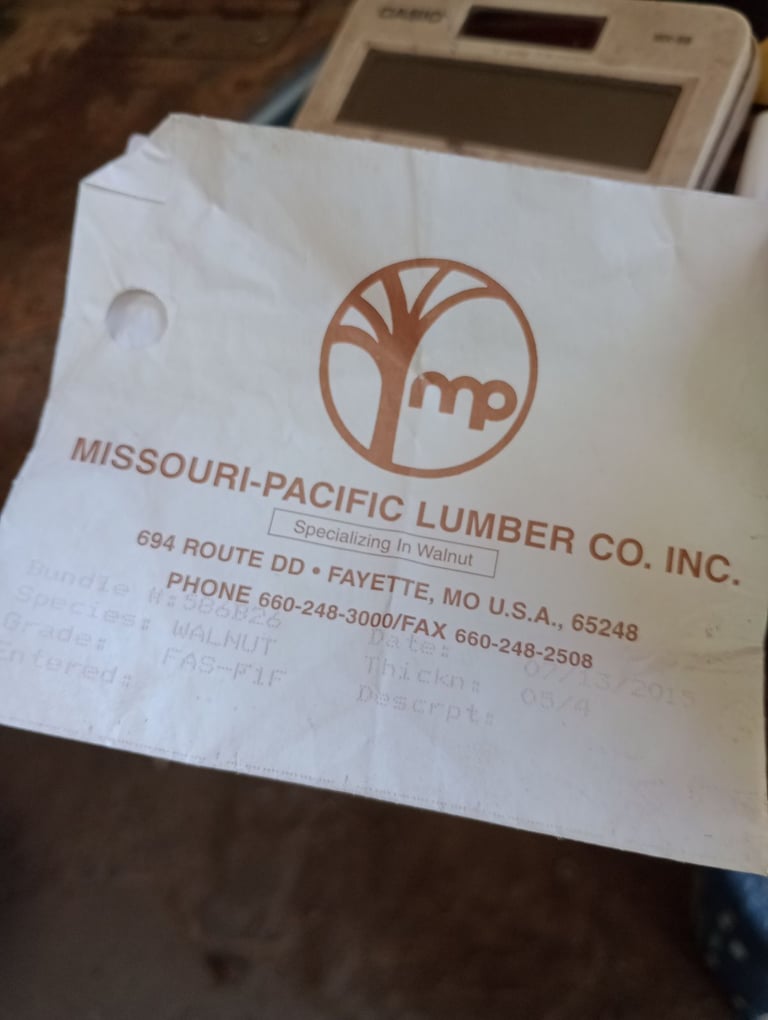 CASIO
mp
MISSOURI-PACIFIC LUMBER CO. INC.
Specializing In Walnut
694 ROUTE DD • FAYETTE, MO U.S.A., 65248
PHONE 660-248-3000/FAX 660-248-2508
Bundle #:
Date: 07/13/2015
Species: WALNUT
Thickn: 05/4
Grade: FAS-F1F
Descrpt:
Entered: